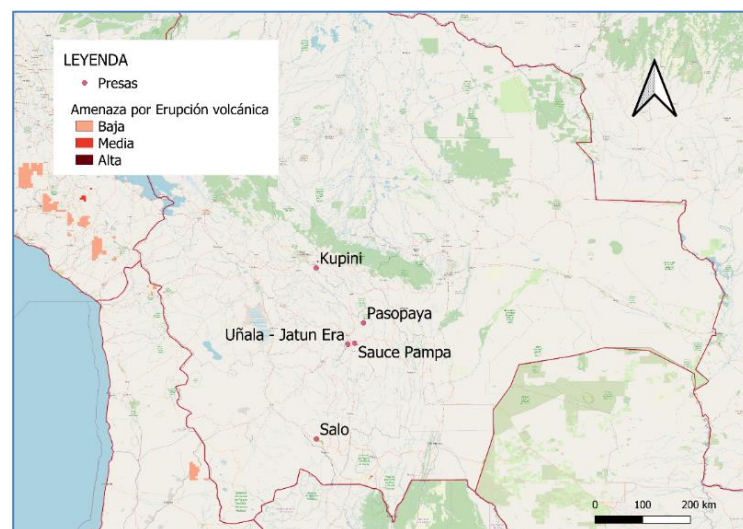 LEYENDA
Presas
Amenaza por Erupción volcánica
Baja
Media
Alta
Kupini
Pasopaya
Uñala - Jatun Era
Sauce Pampa
Salo
0 100 200 km